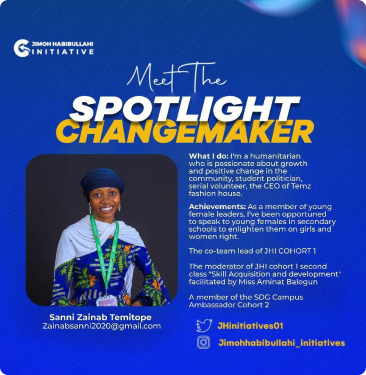 JIMOH HABIBULLAHI
INITIATIVE
Meet The
SPOTLIGHT
CHANGEMAKER
What I do: I'm a humanitarian
who is passionate about growth
and positive change in the
community, student politician,
serial volunteer, the CEO of Temz
fashion house.
Achievements: As a member of young
female leaders, I've been opportuned
to speak to young females in secondary
schools to enlighten them on girls and
women right.
The co-team lead of JHI COHORT 1
The moderator of JHI cohort 1 second
class "Skill Acquisition and development"
facilitated by Miss Aminat Balogun
A member of the SDG Campus
Ambassador Cohort 2
Sanni Zainab Temitope
Zainabsanni2020@gmail.com
JHinitiatives01
Jimohhabibullahi_initiatives